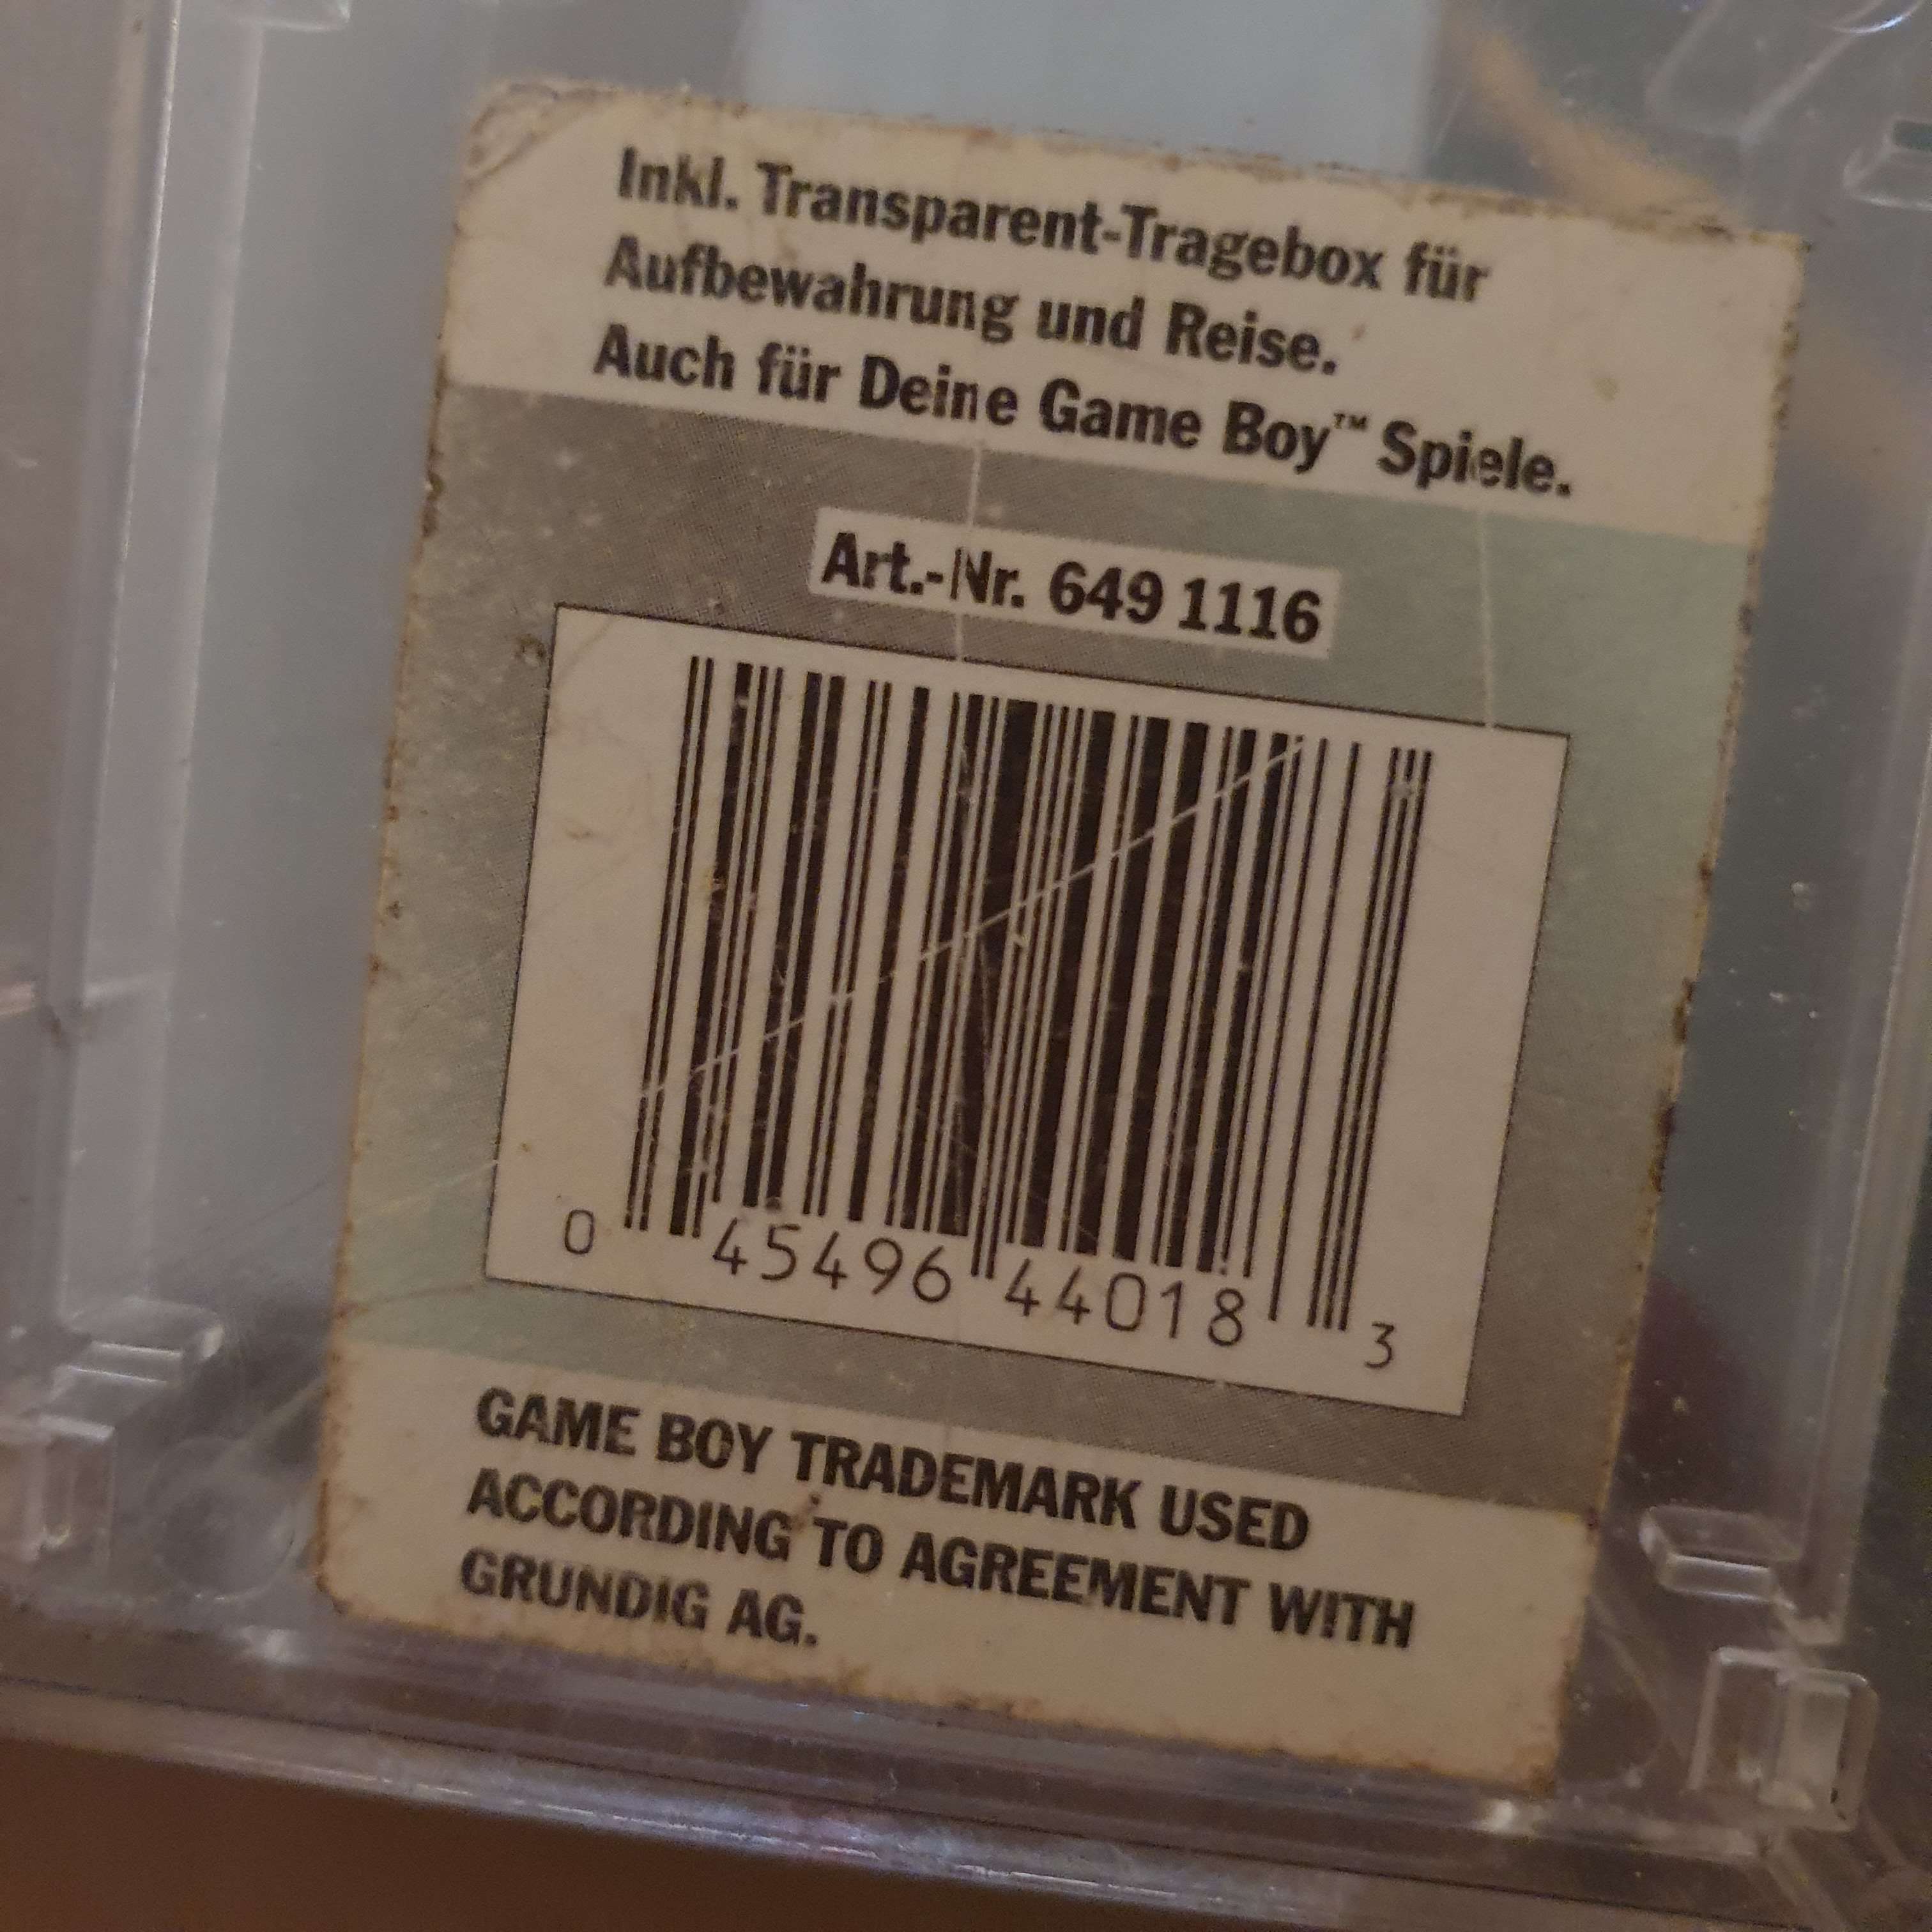 Inkl. Transparent-Tragebox für
Aufbewahrung und Reise.
Auch für Deine Game Boy™ Spiele.
Art.-Nr. 649 1116
0 45496 44018 3
GAME BOY TRADEMARK USED
ACCORDING TO AGREEMENT WITH
GRUNDIG AG.